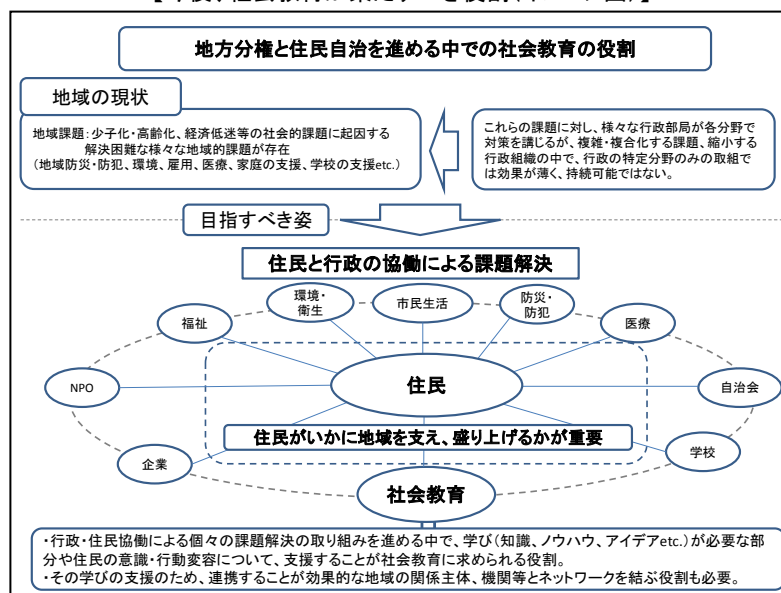 地方分権と住民自治を進める中での社会教育の役割
地域の現状
地域課題:少子化・高齢化、経済低迷等の社会的課題に起因する
解決困難な様々な地域的課題が存在
(地域防災・防犯、環境、雇用、医療、家庭の支援、学校の支援etc.)
これらの課題に対し、様々な行政部局が各分野で
対策を講じるが、複雑・複合化する課題、縮小する
行政組織の中で、行政の特定分野のみの取組で
は効果が薄く、持続可能ではない。
目指すべき姿
住民と行政の協働による課題解決
環境・
衛生
市民生活
防災・
防犯
福祉
医療
NPO
住民
自治会
住民がいかに地域を支え、盛り上げるかが重要
企業
学校
社会教育
・行政・住民協働による個々の課題解決の取り組みを進める中で、学び(知識、ノウハウ、アイデアetc.)が必要な部
分や住民の意識・行動変容について、支援することが社会教育に求められる役割。
・その学びの支援のため、連携することが効果的な地域の関係主体、機関等とネットワークを結ぶ役割も必要。